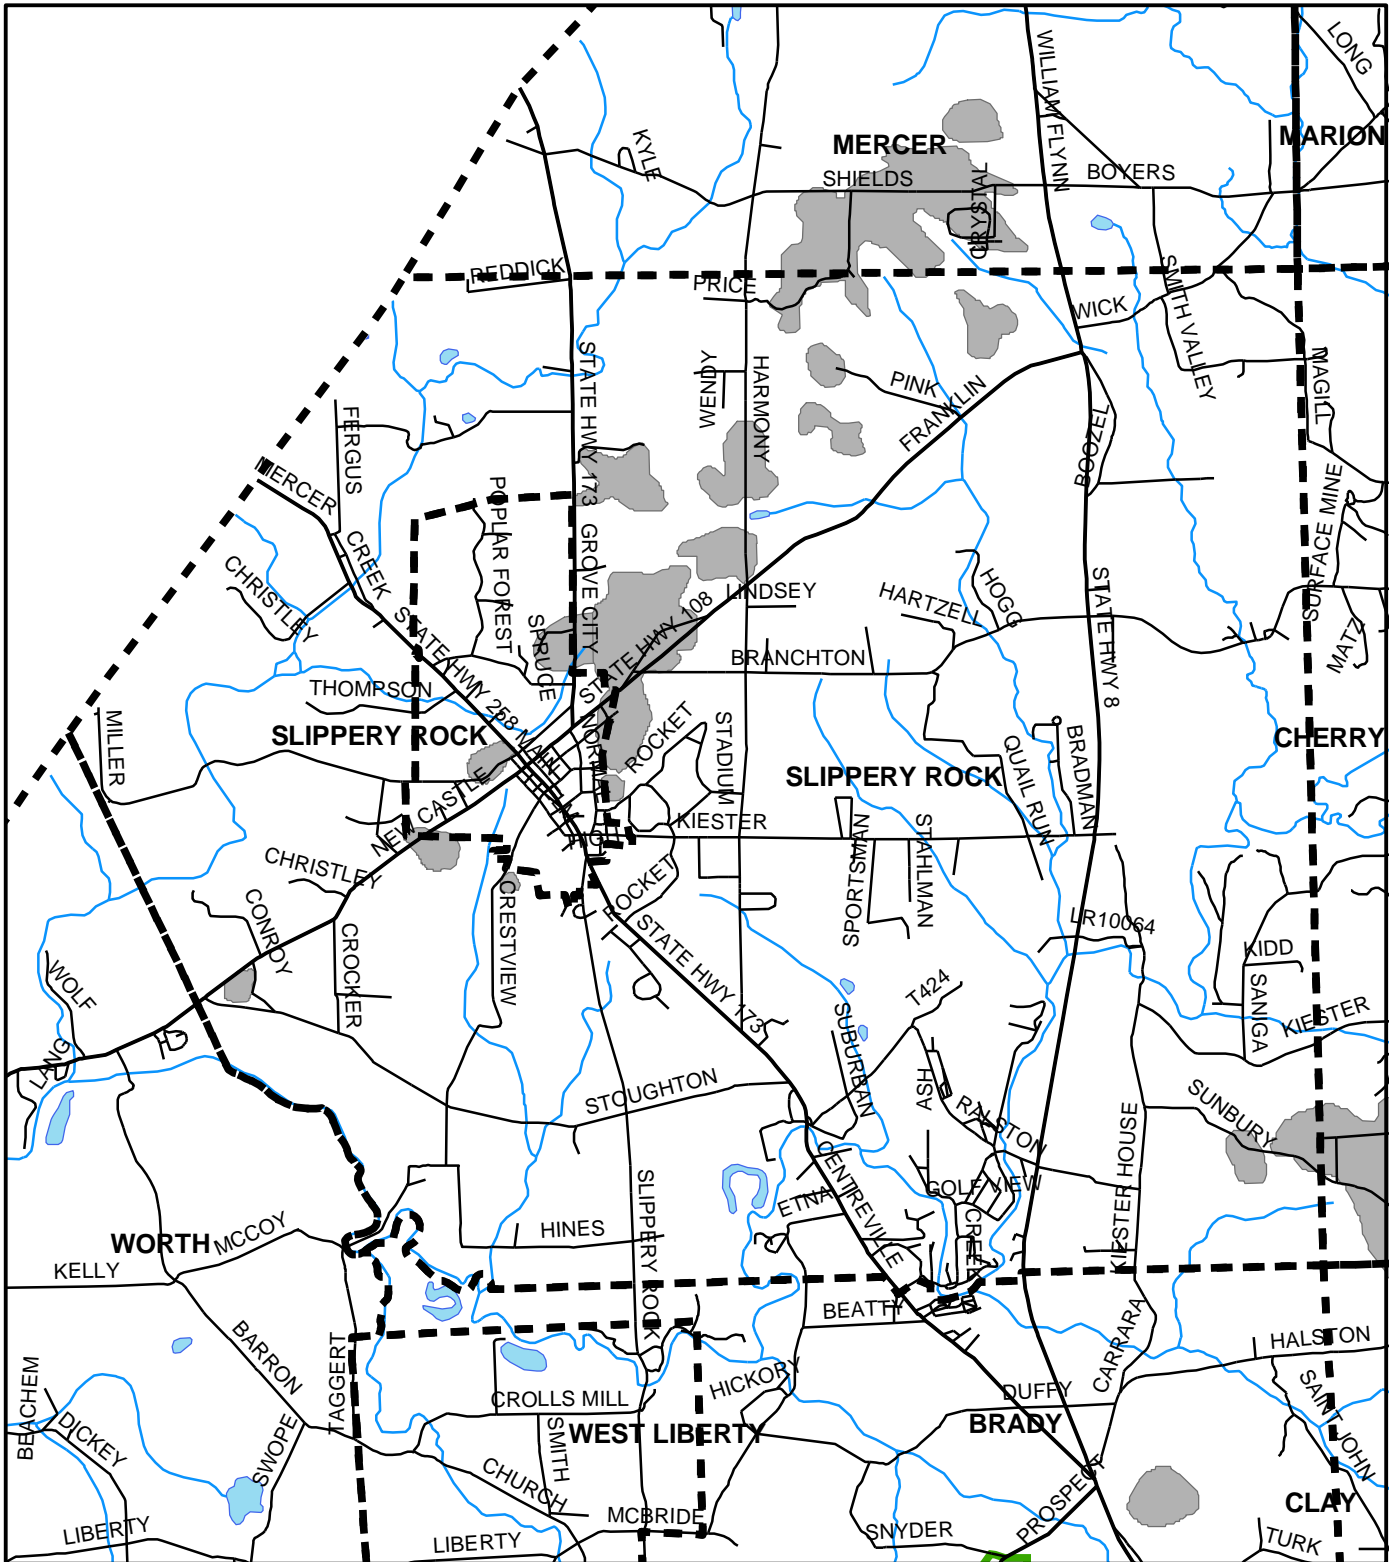 LONG
WILLIAM FLYNN
MERCER
MARION
KYLE
SHIELDS
BOYERS
CRYSTAL
REDDICK
PRICE
SMITH VALLEY
WICK
STATE HWY 173
WENDY
HARMONY
PINK
FRANKLIN
MAGILL
FERGUS
BOOZEL
MERCER
POPLAR FOREST
GROVE CITY
SURFACE MINE
CREEK
CHRISTLEY
STATE HWY 108
LINDSEY
HARTZELL
HOGG
STATE HWY 8
MATZ
SPRUCE
STATE HWY 258
BRANCHTON
THOMPSON
MILLER
SLIPPERY ROCK
MAIN
NORMAL
ROCKET
STADIUM
SLIPPERY ROCK
QUAIL RUN
BRADMAN
CHERRY
NEW CASTLE
KIESTER
SPORTSMAN
STAHLMAN
CHRISTLEY
CONROY
CRESTVIEW
ROCKET
LR10064
WOLF
CROCKER
STATE HWY 173
T424
KIDD
SANIGA
KIESTER
LANG
SUBURBAN
ASH
STOUGHTON
RALSTON
SUNBURY
KIESTER HOUSE
CENTREVILLE
GOLF VIEW
ETNA
SLIPPERY ROCK
CREEK
WORTH
MCCOY
HINES
KELLY
BEATTY
BARRON
TAGGERT
CARRARA
HALSTON
BEACHEM
DICKEY
SWOPE
CROLLS MILL
HICKORY
DUFFY
SAINT JOHN
WEST LIBERTY
BRADY
SMITH
CHURCH
PROSPECT
CLAY
LIBERTY
LIBERTY
MCBRIDE
SNYDER
TURK